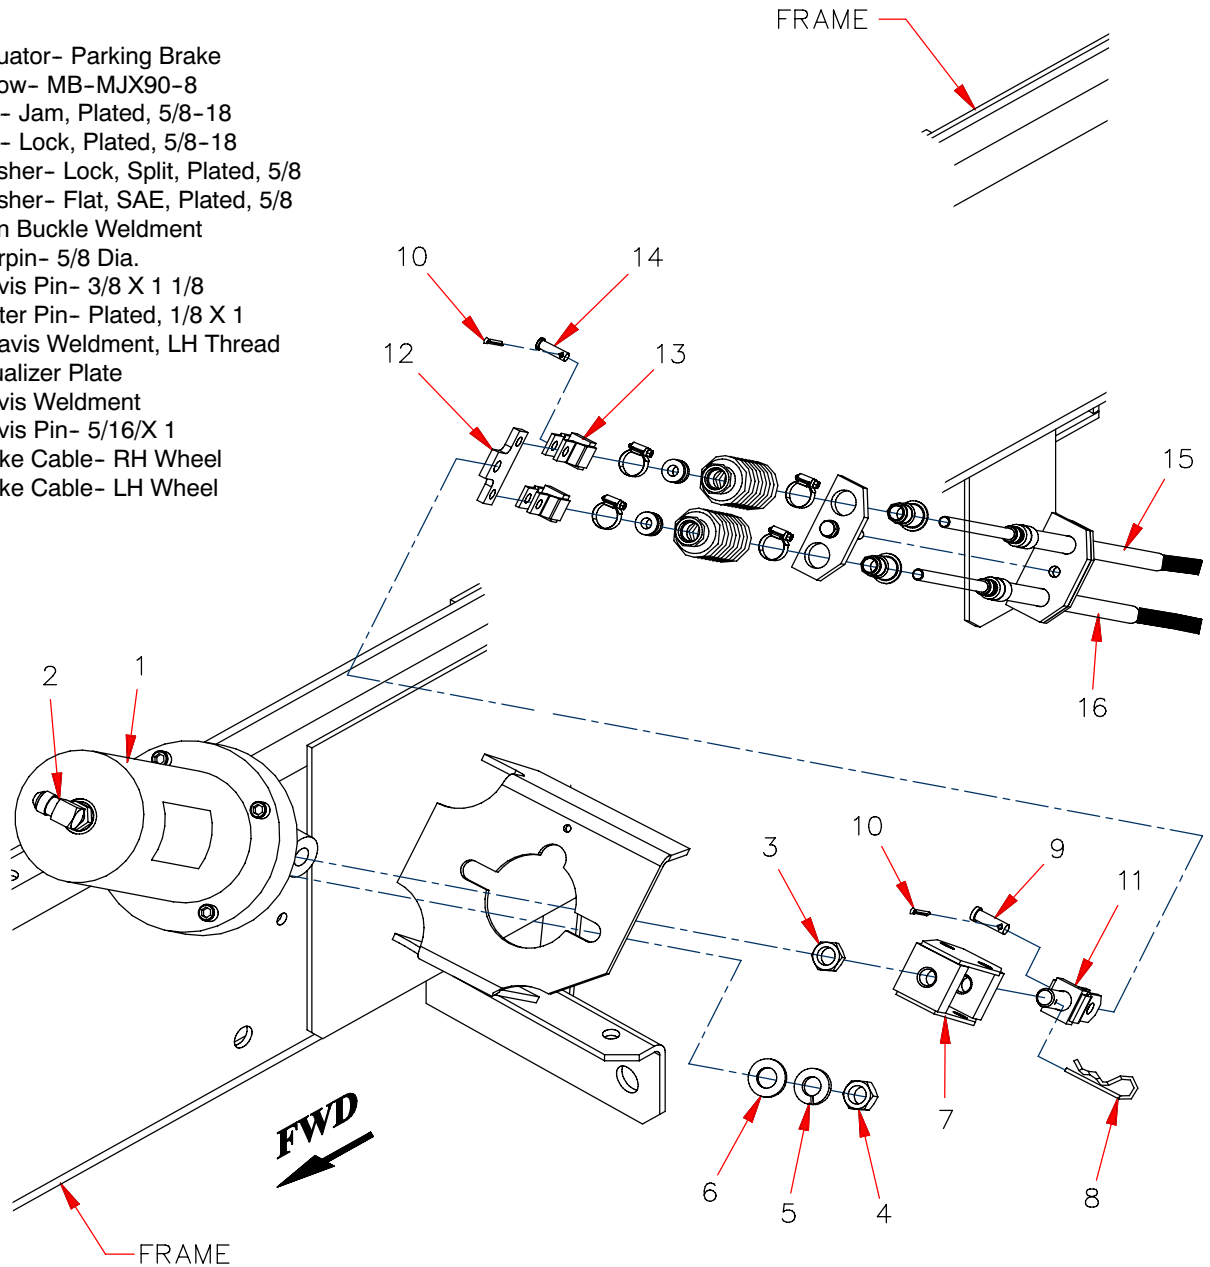 FRAME
uator- Parking Brake
ow- MB-MJX90-8
- Jam, Plated, 5/8-18
- Lock, Plated, 5/8-18
sher- Lock, Split, Plated, 5/8
sher- Flat, SAE, Plated, 5/8
n Buckle Weldment
rpin- 5/8 Dia.
vis Pin- 3/8 X 1 1/8
ter Pin- Plated, 1/8 X 1
avis Weldment, LH Thread
ualizer Plate
vis Weldment
vis Pin- 5/16/X 1
ke Cable- RH Wheel
ke Cable- LH Wheel
10
14
12
13
15
16
2
1
3
10
9
11
7
8
6
5
4
FWD
FRAME